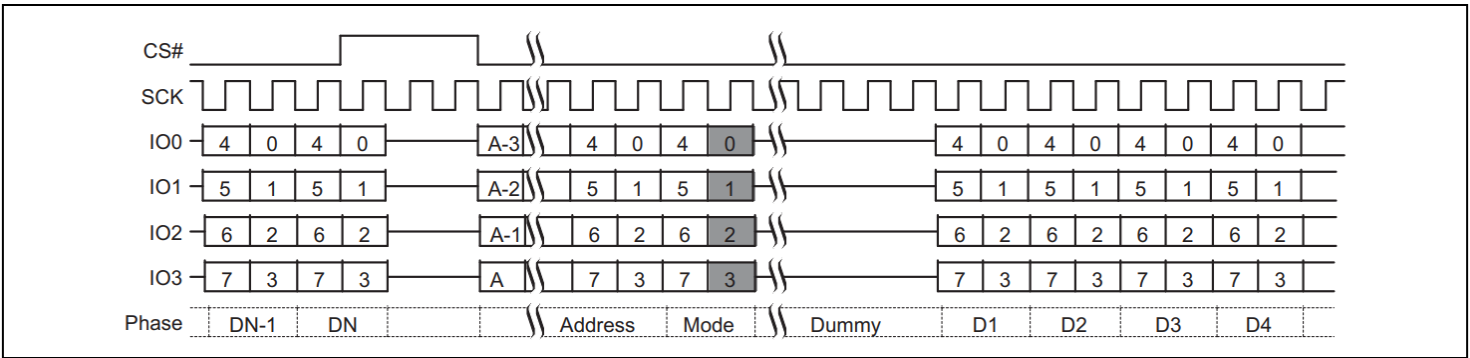 CS#
SCK
IO0 4 0 4 0 A-3 4 0 4 0 4 0 4 0 4 0 4 0
IO1 5 1 5 1 A-2 5 1 5 1 5 1 5 1 5 1 5 1
IO2 6 2 6 2 A-1 6 2 6 2 6 2 6 2 6 2 6 2
IO3 7 3 7 3 A 7 3 7 3 7 3 7 3 7 3 7 3
Phase DN-1 DN Address Mode Dummy D1 D2 D3 D4